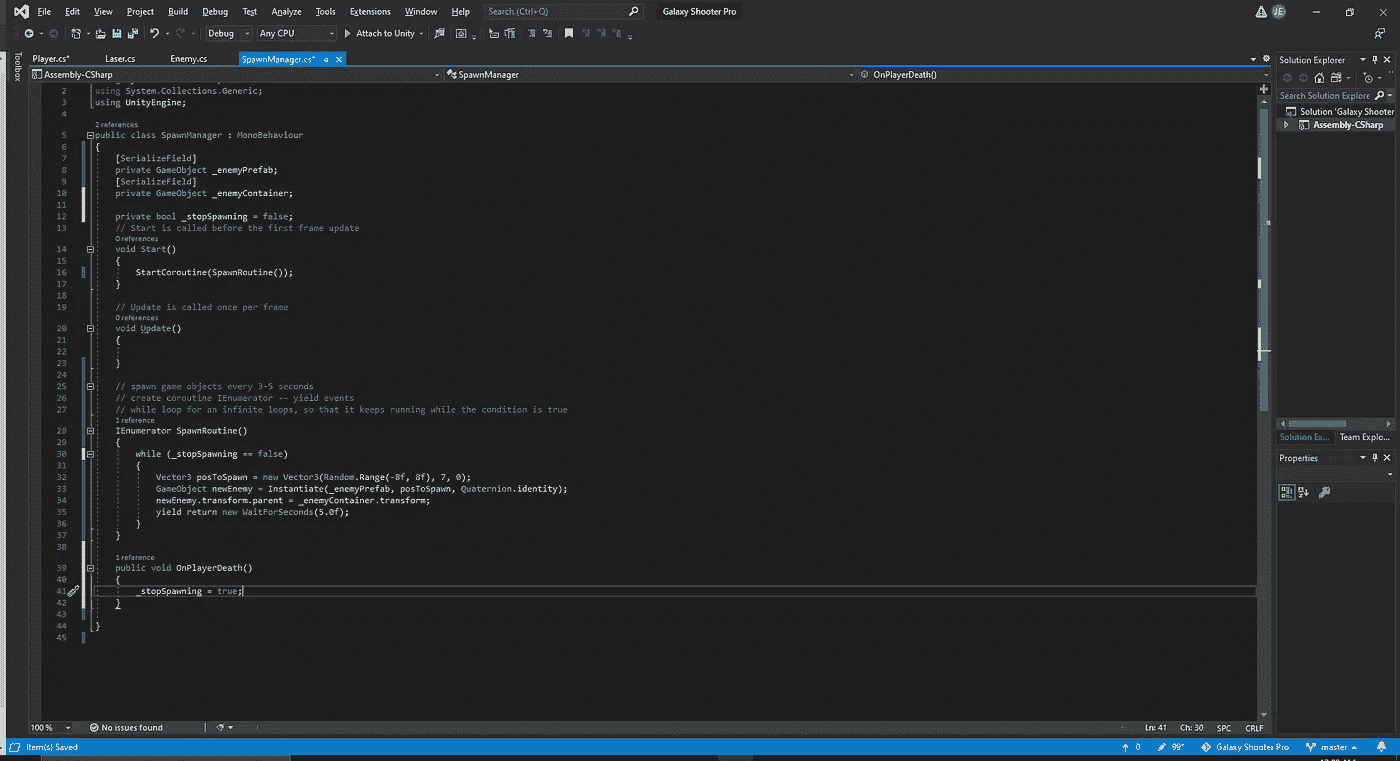 File Edit View Project Build Debug Test Analyze Tools Extensions Window Help Search (Ctrl+Q) Galaxy Shooter Pro JE
Debug Any CPU Attach to Unity
Toolbox
Player.cs* Laser.cs Enemy.cs SpawnManager.cs*
Assembly-CSharp SpawnManager OnPlayerDeath()
2 using System.Collections.Generic;
3 using UnityEngine;
4
2 references
5 public class SpawnManager : MonoBehaviour
6 {
7 [SerializeField]
8 private GameObject _enemyPrefab;
9 [SerializeField]
10 private GameObject _enemyContainer;
11
12 private bool _stopSpawning = false;
13 // Start is called before the first frame update
0 references
14 void Start()
15 {
16 StartCoroutine(SpawnRoutine());
17 }
18
19 // Update is called once per frame
0 references
20 void Update()
21 {
22
23 }
24
25 // spawn game objects every 3-5 seconds
26 // create coroutine IEnumerator -- yield events
27 // while loop for an infinite loops, so that it keeps running while the condition is true
1 reference
28 IEnumerator SpawnRoutine()
29 {
30 while (_stopSpawning == false)
31 {
32 Vector3 posToSpawn = new Vector3(Random.Range(-8f, 8f), 7, 0);
33 GameObject newEnemy = Instantiate(_enemyPrefab, posToSpawn, Quaternion.identity);
34 newEnemy.transform.parent = _enemyContainer.transform;
35 yield return new WaitForSeconds(5.0f);
36 }
37 }
38
1 reference
39 public void OnPlayerDeath()
40 {
41 _stopSpawning = true;
42 }
43
44 }
45
100 % No issues found Ln: 41 Ch: 30 SPC CRLF
Solution Explorer
Search Solution Explore
Solution 'Galaxy Shooter
Assembly-CSharp
Solution Ex... Team Explo...
Properties
Item(s) Saved 0 99+ Galaxy Shooter Pro master